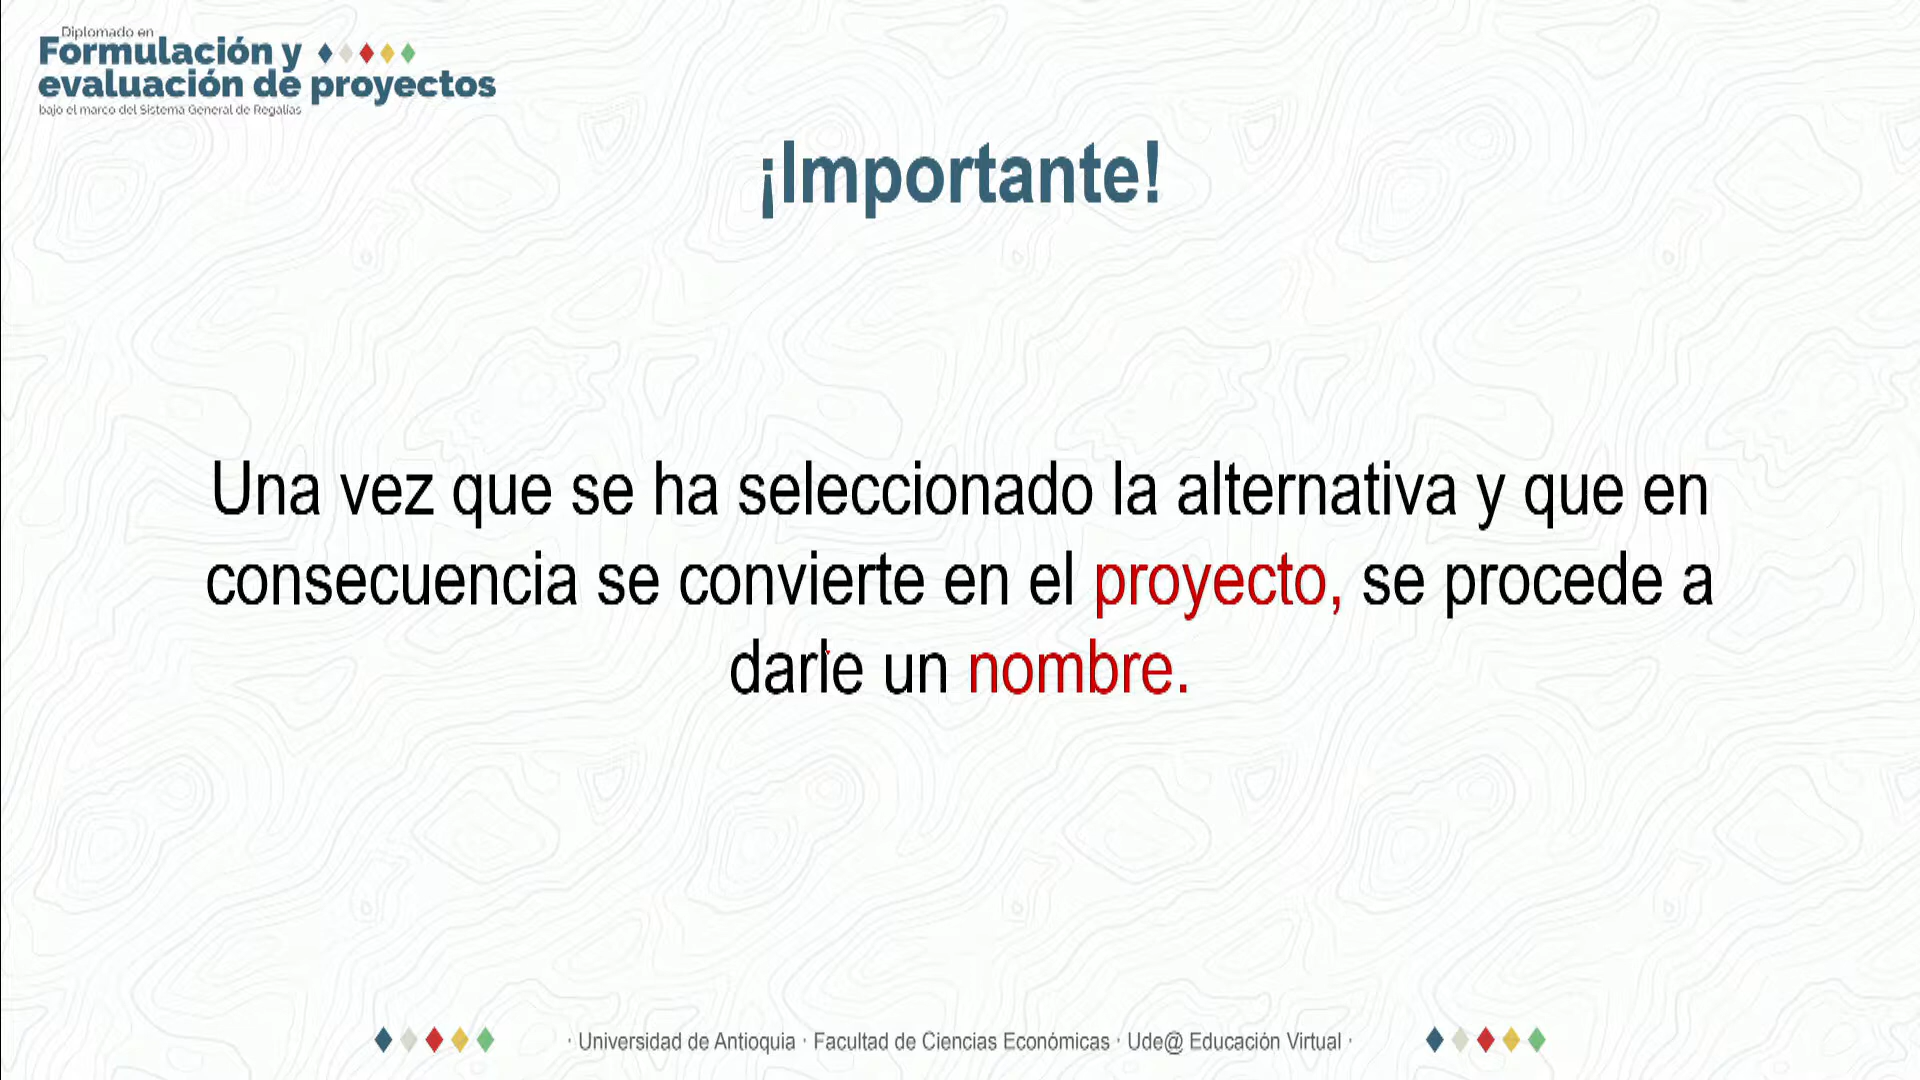 Diplomado en
Formulación y
evaluación de proyectos
bajo el marco del Sistema General de Regalías
¡Importante!
Una vez que se ha seleccionado la alternativa y que en
consecuencia se convierte en el proyecto, se procede a
darle un nombre.
· Universidad de Antioquia · Facultad de Ciencias Económicas · Ude@ Educación Virtual ·